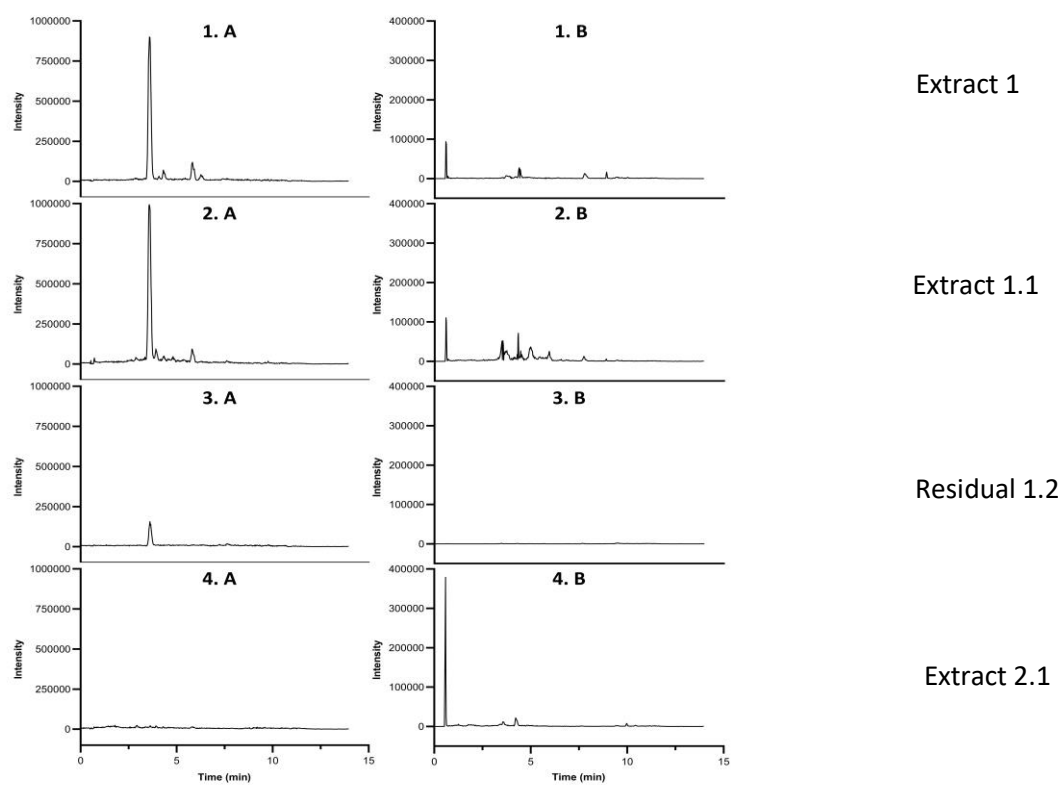 1. A
1000000
750000
500000
250000
0
Intensity
1. B
400000
300000
200000
100000
0
Intensity
Extract 1
2. A
1000000
750000
500000
250000
0
Intensity
2. B
400000
300000
200000
100000
0
Intensity
Extract 1.1
3. A
1000000
750000
500000
250000
0
Intensity
3. B
400000
300000
200000
100000
0
Intensity
Residual 1.2
4. A
1000000
750000
500000
250000
0
Intensity
0 5 10 15
Time (min)
4. B
400000
300000
200000
100000
0
Intensity
0 5 10 15
Time (min)
Extract 2.1